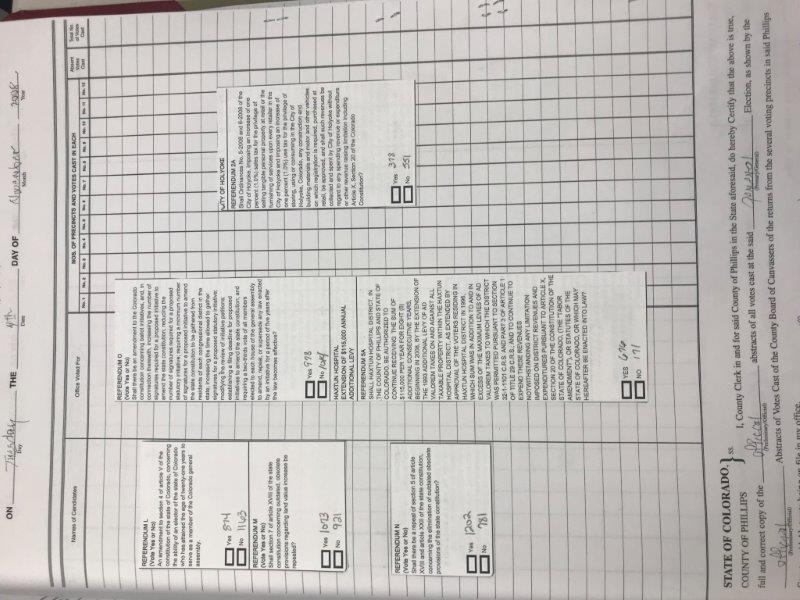 ON Tuesday THE 4th DAY OF November 2008
Day Date Month Year
Names of Candidates
Office Voted For
NOS. OF PRECINCTS AND VOTES CAST IN EACH
No. 1 No. 2 No. 3 No. 4 No. 5 No. 6 No. 7 No. 8 No. 9 No. 10 No. 11 No. 12
Absent
Votes
Cast
Total No.
of Votes
Cast
REFERENDUM L
(Vote Yes or No)
An amendment to section 4 of article V of the
constitution of the state of Colorado, concerning
the ability of an elector of the state of Colorado
who has attained the age of twenty-one years to
serve as a member of the Colorado general
assembly.
Yes 874
No 1163
REFERENDUM M
(Vote Yes or No)
Shall section 7 of article XVIII of the state
constitution concerning outdated, obsolete
provisions regarding land value increase be
repealed?
Yes 1073
No 921
REFERENDUM N
(Vote Yes or No)
Shall there be a repeal of section 5 of article
XVIII and article XXII of the state constitution,
concerning the elimination of outdated obsolete
provisions of the state constitution?
Yes 1202
No 781
REFERENDUM O
(Vote Yes or No)
Shall there be an amendment to the Colorado
constitution concerning ballot initiatives, and, in
connection therewith, increasing the number of
signatures required for a proposed initiative to
amend the state constitution; reducing the
number of signatures required for a proposed
statutory initiative; requiring a minimum number
of signatures for a proposed initiative to amend
the state constitution to be gathered from
residents of each congressional district in the
state; increasing the time allowed to gather
signatures for a proposed statutory initiative;
modifying the review of initiative petitions;
establishing a filing deadline for proposed
initiatives to amend the state constitution; and
requiring a two-thirds vote of all members
elected to each house of the general assembly
to amend, repeal, or supersede any law enacted
by an initiative for a period of five years after
the law becomes effective?
Yes 978
No
HAXTUN HOSPITAL
EXTENSION OF $115,000 ANNUAL
ADDITIONAL LEVY
REFERENDUM 5A
SHALL HAXTUN HOSPITAL DISTRICT, IN
THE COUNTY OF PHILLIPS AND STATE OF
COLORADO, BE AUTHORIZED TO
CONTINUE TO LEVY THE SUM OF
$115,000 PER YEAR FOR EIGHT (8)
ADDITIONAL CONSECUTIVE YEARS,
BEGINNING IN 2009, BY THE EXTENSION OF
THE 1993 ADDITIONAL LEVY OF AD
VALOREM TAXES ON AND AGAINST ALL
TAXABLE PROPERTY WITHIN THE HAXTUN
HOSPITAL DISTRICT, AS EXTENDED BY
APPROVAL OF THE VOTERS RESIDING IN
HAXTUN HOSPITAL DISTRICT IN 1996,
WHICH SUM WAS IN ADDITION TO AND IN
EXCESS OF THE MAXIMUM LEVIES OF AD
VALOREM TAXES TO WHICH THE DISTRICT
WAS PERMITTED PURSUANT TO SECTION
32-1-1101 C.R.S. AND PART 3 OF ARTICLE 1
OF TITLE 29 C.R.S., AND TO CONTINUE TO
EXPEND THESE REVENUES
NOTWITHSTANDING ANY LIMITATION
IMPOSED ON DISTRICT REVENUES AND
EXPENDITURES PURSUANT TO ARTICLE X,
SECTION 20 OF THE CONSTITUTION OF THE
STATE OF COLORADO, (THE "TABOR
AMENDMENT"), OR STATUTES OF THE
STATE OF COLORADO, OR WHICH MAY
HEREAFTER BE ENACTED INTO LAW?
YES 676
NO 171
CITY OF HOLYOKE
REFERENDUM 2A
Shall Ordinances No. 5-2008 and 6-2008 of the
City of Holyoke, imposing an increase of one
percent (1.0%) sales tax for the privilege of
selling tangible personal property at retail or the
furnishing of services upon every retailer in the
City of Holyoke and imposing an increase of
one percent (1.0%) use tax for the privilege of
storing, using or consuming in the City of
Holyoke, Colorado, any construction and
building materials and motor and other vehicles
on which registration is required, purchased at
retail, be approved, and shall such revenues be
collected and spent by City of Holyoke without
regard to any spending revenue or expenditure
or other revenue raising limitation including
Article X, Section 20 of the Colorado
Constitution?
Yes 378
No 551
STATE OF COLORADO, } ss
COUNTY OF PHILLIPS
I, County Clerk in and for said County of Phillips in the State aforesaid, do hereby Certify that the above is true,
full and correct copy of the official abstracts of all votes cast at the said General Election, as shown by the
(Preliminary/Official) (Primary/General)
official Abstracts of Votes Cast of the County Board of Canvassers of the returns from the several voting precincts in said Phillips
(Preliminary/Official)